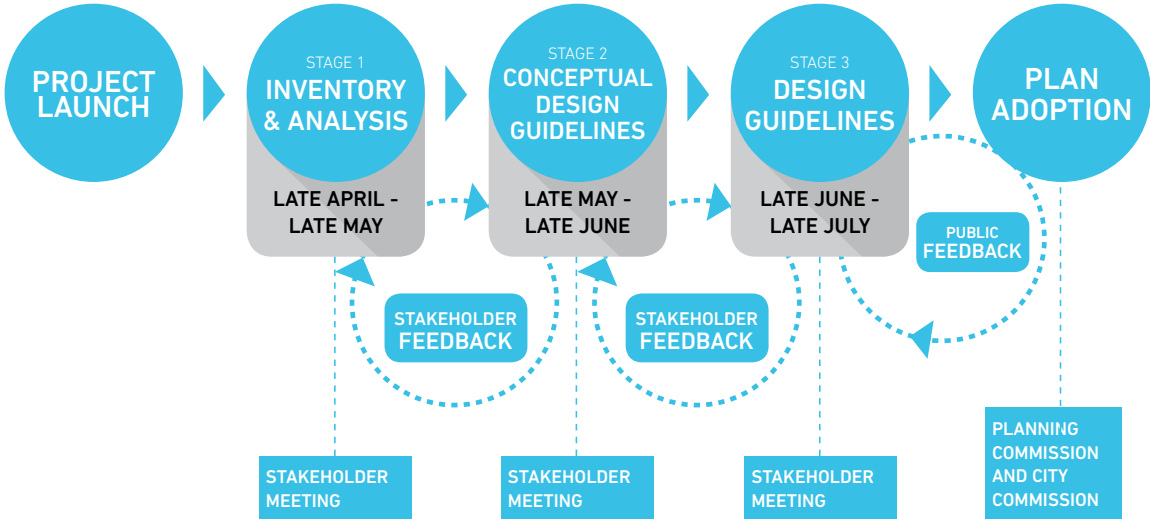 PROJECT
LAUNCH
STAGE 1
INVENTORY
& ANALYSIS
LATE APRIL -
LATE MAY
STAGE 2
CONCEPTUAL
DESIGN
GUIDELINES
LATE MAY -
LATE JUNE
STAGE 3
DESIGN
GUIDELINES
LATE JUNE -
LATE JULY
PLAN
ADOPTION
STAKEHOLDER
FEEDBACK
STAKEHOLDER
FEEDBACK
PUBLIC
FEEDBACK
STAKEHOLDER
MEETING
STAKEHOLDER
MEETING
STAKEHOLDER
MEETING
PLANNING
COMMISSION
AND CITY
COMMISSION